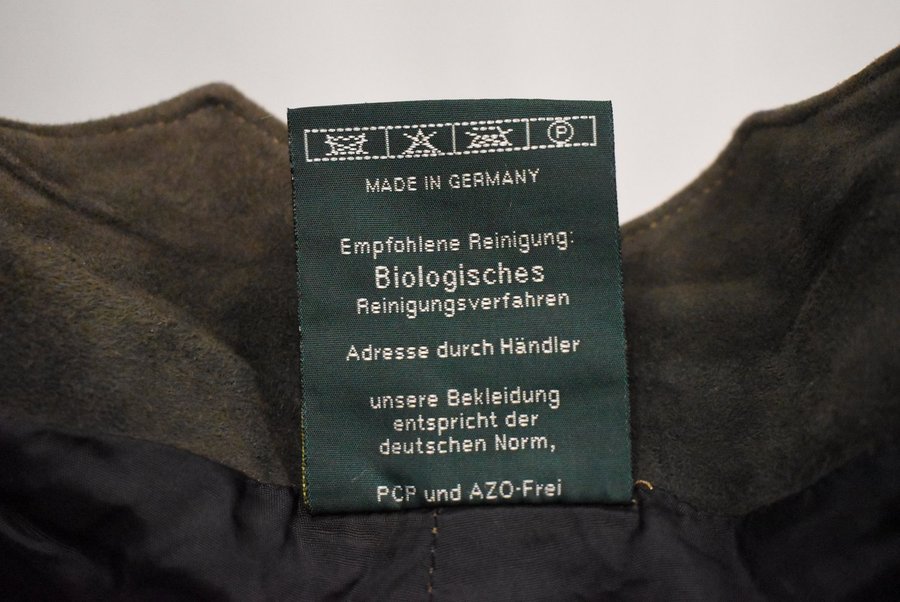 P
MADE IN GERMANY
Empfohlene Reinigung:
Biologisches
Reinigungsverfahren
Adresse durch Händler
unsere Bekleidung
entspricht der
deutschen Norm,
PCP und AZO-Frei